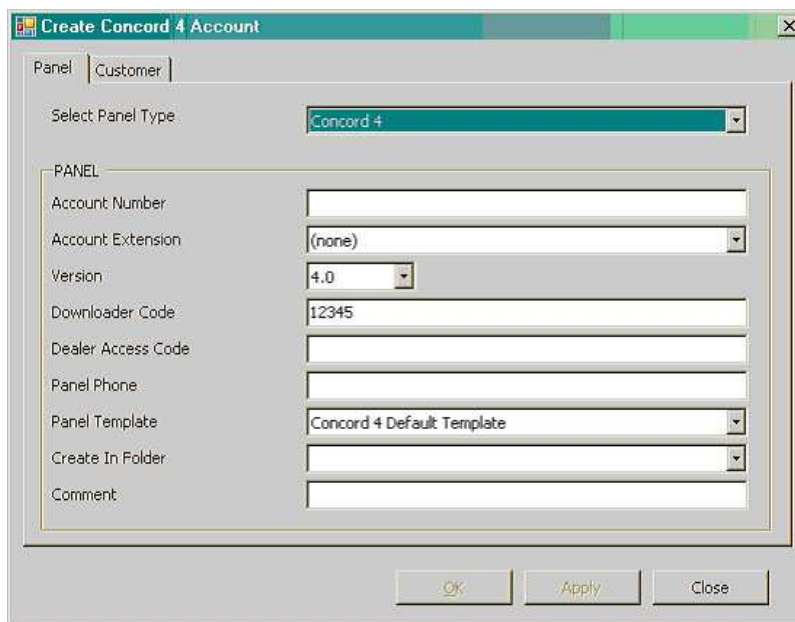 Create Concord 4 Account
Panel Customer
Select Panel Type Concord 4
PANEL
Account Number
Account Extension (none)
Version 4.0
Downloader Code 12345
Dealer Access Code
Panel Phone
Panel Template Concord 4 Default Template
Create In Folder
Comment
OK Apply Close